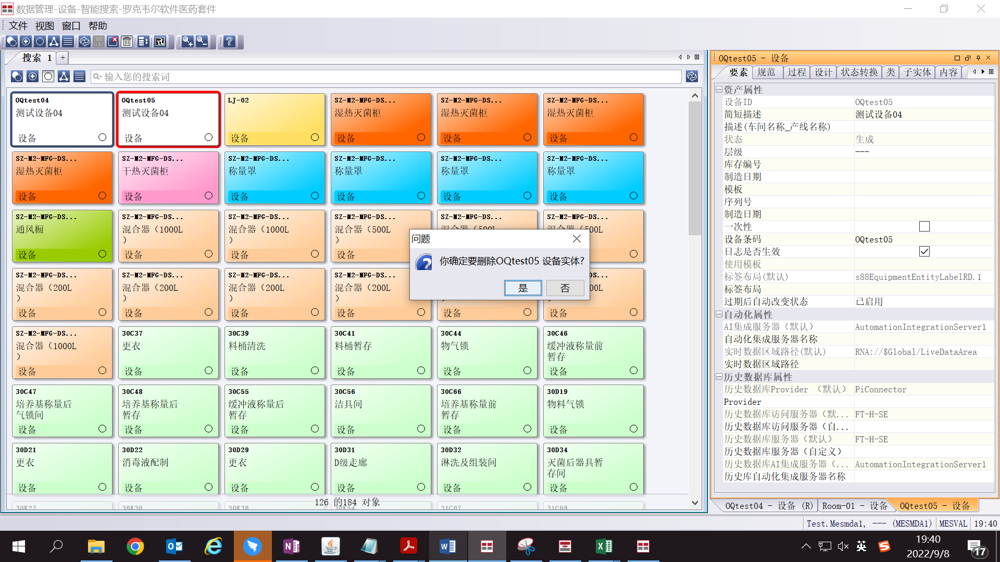 数据管理-设备-智能搜索-罗克韦尔软件医药套件
文件 视图 窗口 帮助
搜索 1 +
输入您的搜索词
OQtest04
测试设备04
设备
OQtest05
测试设备04
设备
LJ-02
设备
SZ-M2-MFG-DS...
湿热灭菌柜
设备
SZ-M2-MFG-DS...
湿热灭菌柜
设备
SZ-M2-MFG-DS...
湿热灭菌柜
设备
SZ-M2-MFG-DS...
湿热灭菌柜
设备
SZ-M2-MFG-DS...
干热灭菌柜
设备
SZ-M2-MFG-DS...
称量罩
设备
SZ-M2-MFG-DS...
称量罩
设备
SZ-M2-MFG-DS...
称量罩
设备
SZ-M2-MFG-DS...
称量罩
设备
SZ-M2-MFG-DS...
通风橱
设备
SZ-M2-MFG-DS...
混合器（1000L
）
设备
SZ-M2-MFG-DS...
混合器（1000L
）
设备
SZ-M2-MFG-DS...
混合器（500L
）
设备
SZ-M2-MFG-DS...
混合器（500L
SZ-M2-MFG-DS...
混合器（500L
SZ-M2-MFG-DS...
混合器（200L
）
设备
SZ-M2-MFG-DS...
混合器（200L
）
设备
SZ-M2-MFG-DS...
混合器（200L
）
设备
SZ-M2-MFG-DS...
混合器（200L
）
设备
设备
DS...
00L
）
设备
问题
你确定要删除OQtest05 设备实体?
是 否
SZ-M2-MFG-DS...
混合器（1000L
）
设备
30C37
更衣
设备
30C39
料桶清洗
设备
30C41
料桶暂存
设备
30C44
物气锁
设备
30C46
缓冲液称量前
暂存
设备
30C47
培养基称量后
气锁间
设备
30C48
培养基称量后
暂存
设备
30C55
缓冲液称量后
暂存
设备
30C56
洁具间
设备
30C66
培养基称量前
暂存
设备
30D19
物料气锁
设备
30D21
更衣
设备
30D22
消毒液配制
设备
30D29
更衣
设备
30D31
D级走廊
设备
30D32
淋洗及组装间
设备
30D34
灭菌后器具暂
存间
设备
30K27 30K30 30K38 30K54 31C07 31C09
126 的184 对象
OQtest05 - 设备
要素 规范 过程 设计 状态转换 类 子实体 内容
资产属性
设备ID OQtest05
简短描述 测试设备04
描述(车间名称_产线名称)
状态 生成
层级 ---
库存编号
制造日期
模板
序列号
制造日期
一次性
设备条码 OQtest05
日志是否生效
使用模板
标签布局(默认) s88EquipmentEntityLabelRD.1
标签布局
过期后自动改变状态 已启用
自动化属性
AI集成服务器（默认） AutomationIntegrationServer1
自动化集成服务器名称
实时数据区域路径(默认) RNA://$Global/LiveDataArea
实时数据区域路径
历史数据库属性
历史数据库Provider （默认） PiConnector
Provider
历史数据库访问服务器（默... FT-H-SE
历史数据库访问服务器（自...
历史数据库服务器（默认） FT-H-SE
历史数据库服务器（自定义）
历史数据库AI集成服务器（... AutomationIntegrationServer1
历史库自动化集成服务器名称
OQtest04 - 设备 (R) Room-01 - 设备 OQtest05 - 设备
Test.Mesmda1, --- (MESMDA1) MESVAL 19:40
英
19:40
2022/9/8
17